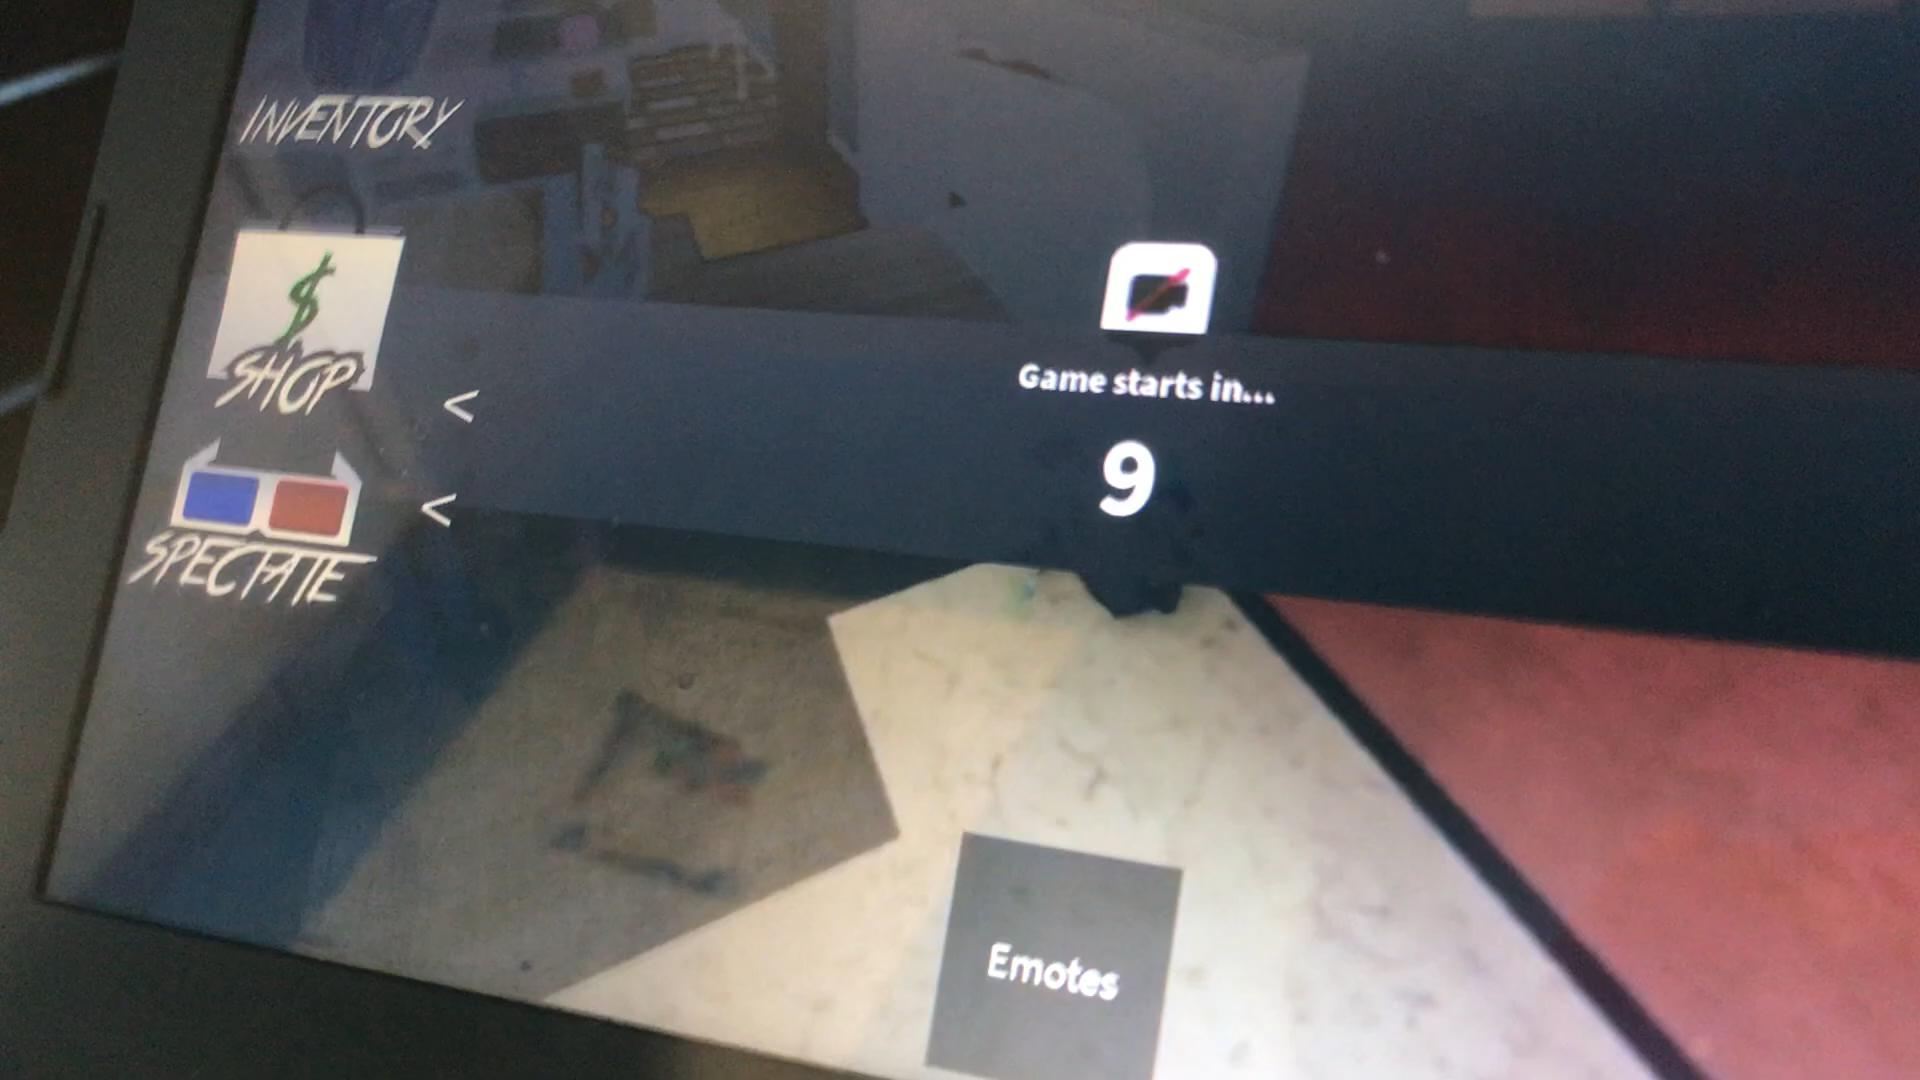 INVENTORY
$
SHOP
<
Game starts in...
9
<
SPECTATE
Emotes